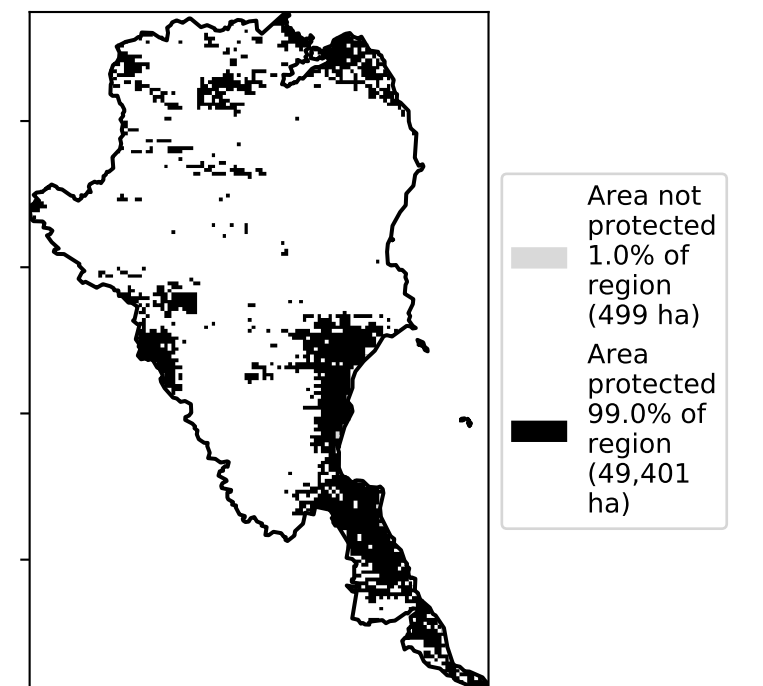 Area not
protected
1.0% of
region
(499 ha)
Area
protected
99.0% of
region
(49,401
ha)